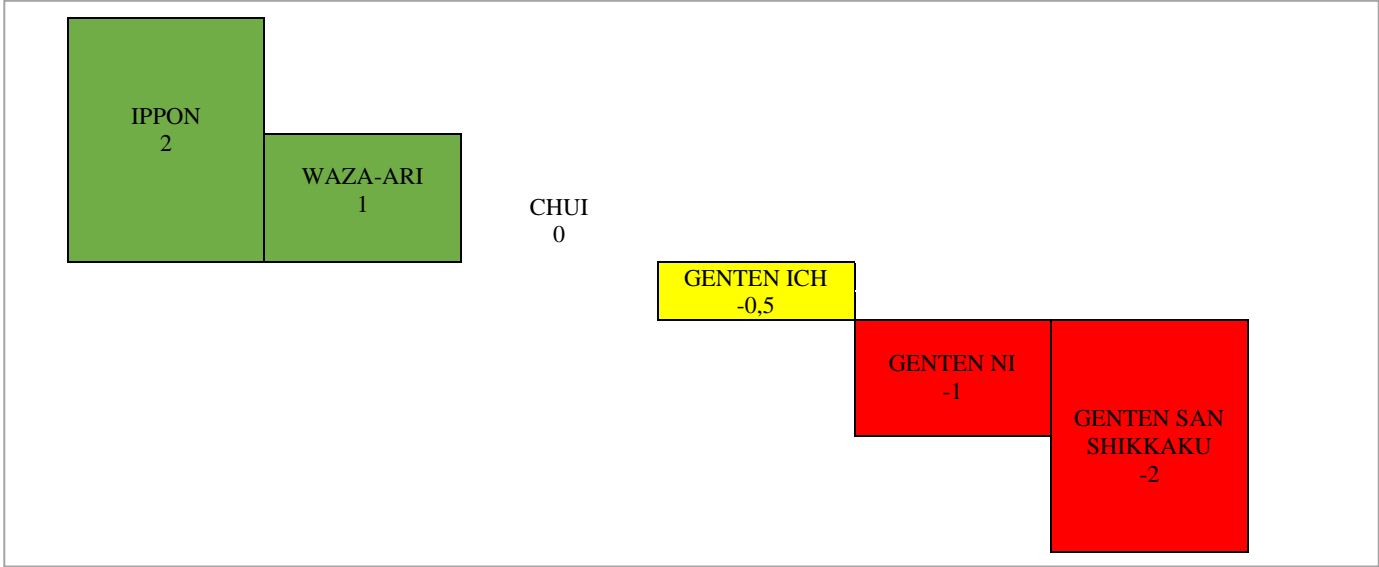 IPPON
2
WAZA-ARI
1
CHUI
0
GENTEN ICH
-0,5
GENTEN NI
-1
GENTEN SAN
SHIKKAKU
-2